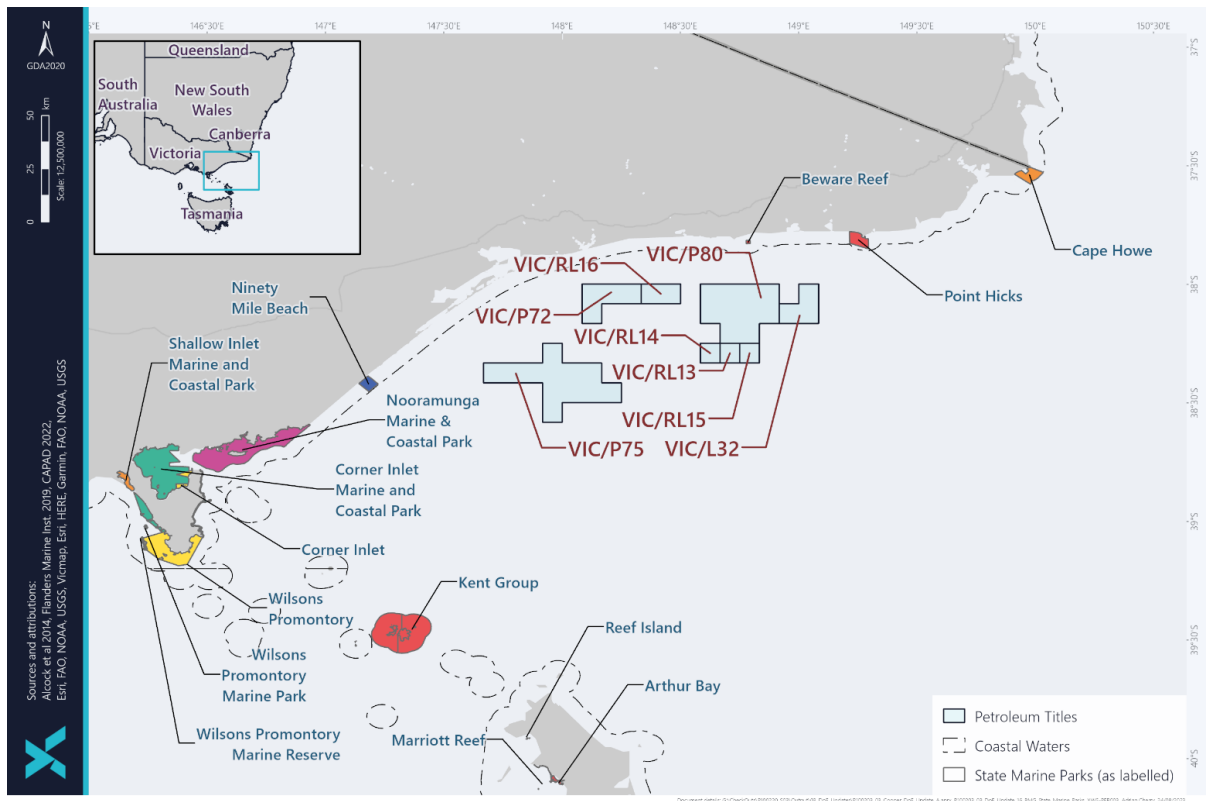 6°E
146°30'E
147°E
147°30'E
148°E
148°30'E
149°E
149°30'E
150°E
150°30'E
N
GDA2020
50
km
25
0
Scale: 1:2,500,000
Queensland
South
Australia
New South
Wales
Canberra
Victoria
Tasmania
37°S
37°30'S
38°S
38°30'S
39°S
39°30'S
40°S
Beware Reef
Cape Howe
Point Hicks
VIC/P80
VIC/RL16
VIC/P72
VIC/RL14
VIC/RL13
VIC/RL15
VIC/P75
VIC/L32
Ninety
Mile Beach
Shallow Inlet
Marine and
Coastal Park
Nooramunga
Marine &
Coastal Park
Corner Inlet
Marine and
Coastal Park
Corner Inlet
Wilsons
Promontory
Kent Group
Reef Island
Arthur Bay
Wilsons
Promontory
Marine Park
Wilsons Promontory
Marine Reserve
Marriott Reef
Petroleum Titles
Coastal Waters
State Marine Parks (as labelled)
Sources and attributions:
Alcock et al 2014, Flanders Marine Inst. 2019, CAPAD 2022,
Esri, FAO, NOAA, USGS, Vicmap, Esri, HERE, Garmin, FAO, NOAA, USGS